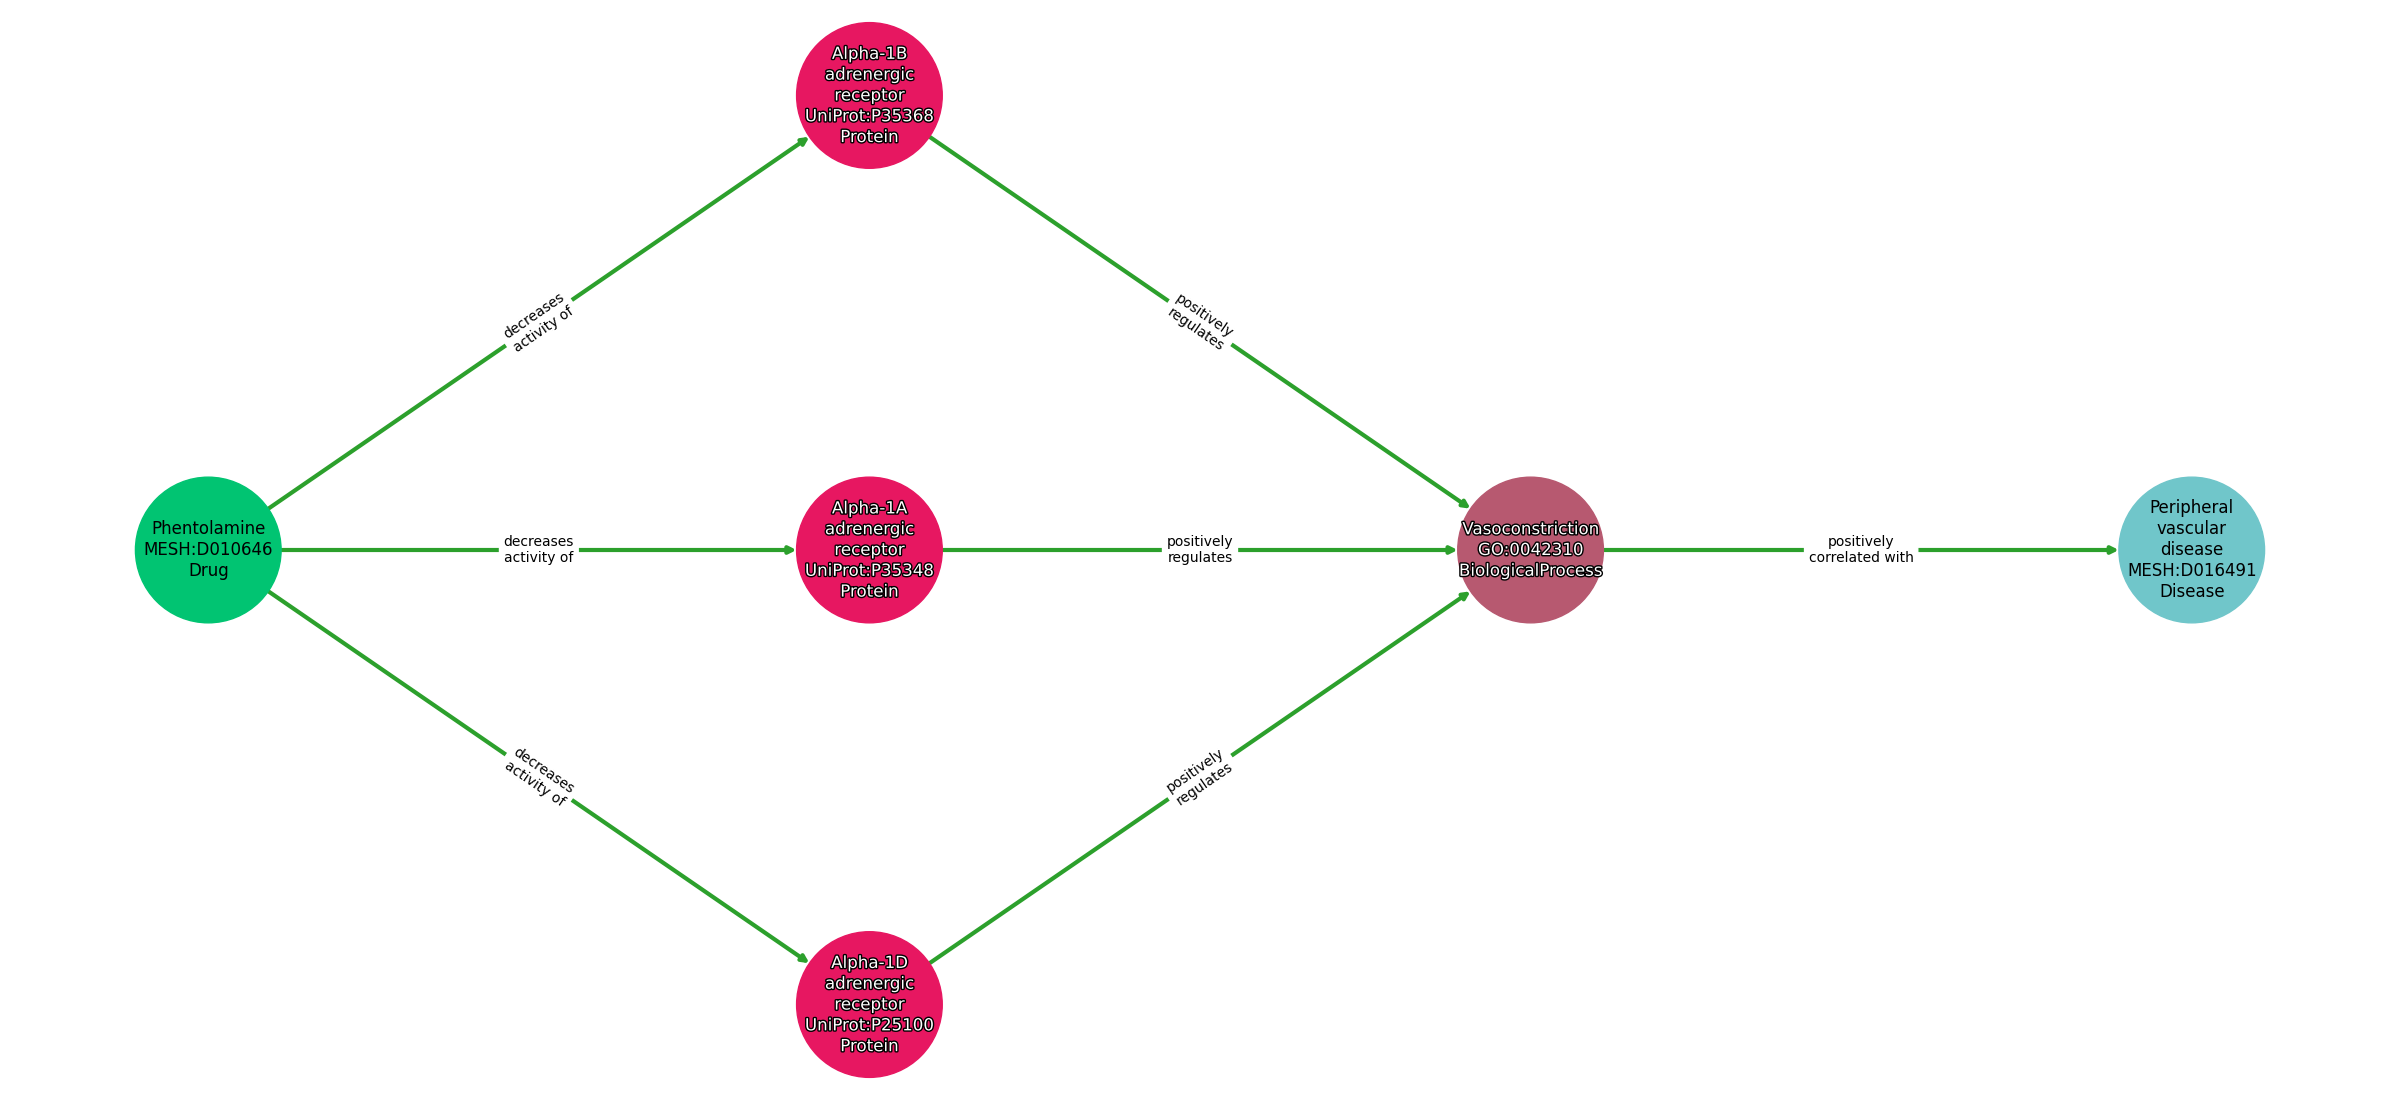 Alpha-1B
adrenergic
receptor
UniProt:P35368
Protein
decreases
activity of
positively
regulates
Phentolamine
MESH:D010646
Drug
decreases
activity of
Alpha-1A
adrenergic
receptor
UniProt:P35348
Protein
positively
regulates
Vasoconstriction
GO:0042310
BiologicalProcess
positively
correlated with
Peripheral
vascular
disease
MESH:D016491
Disease
decreases
activity of
positively
regulates
Alpha-1D
adrenergic
receptor
UniProt:P25100
Protein